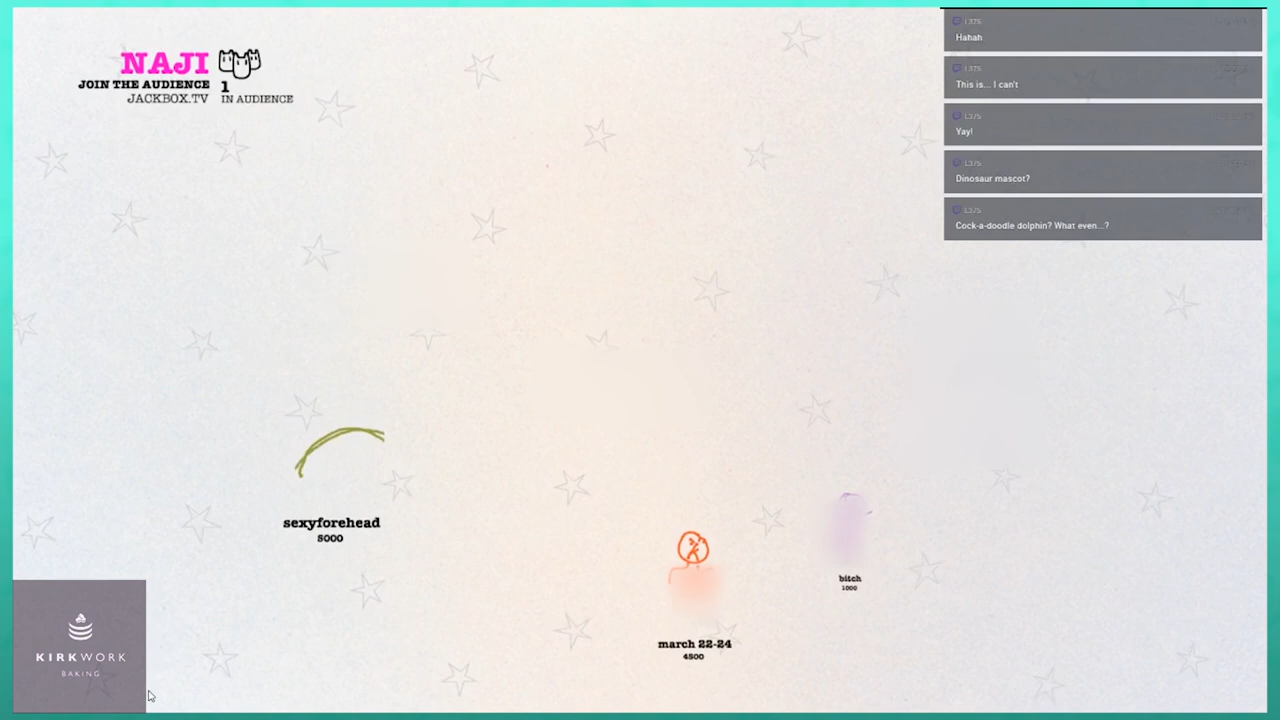 NAJI
JOIN THE AUDIENCE
JACKBOX.TV
1
IN AUDIENCE
Hahah
This is... I can't
Yay!
Dinosaur mascot?
Cock-a-doodle dolphin? What even...?
sexyforehead
5000
march 22-24
4500
bitch
1000
KIRKWORK
BAKING